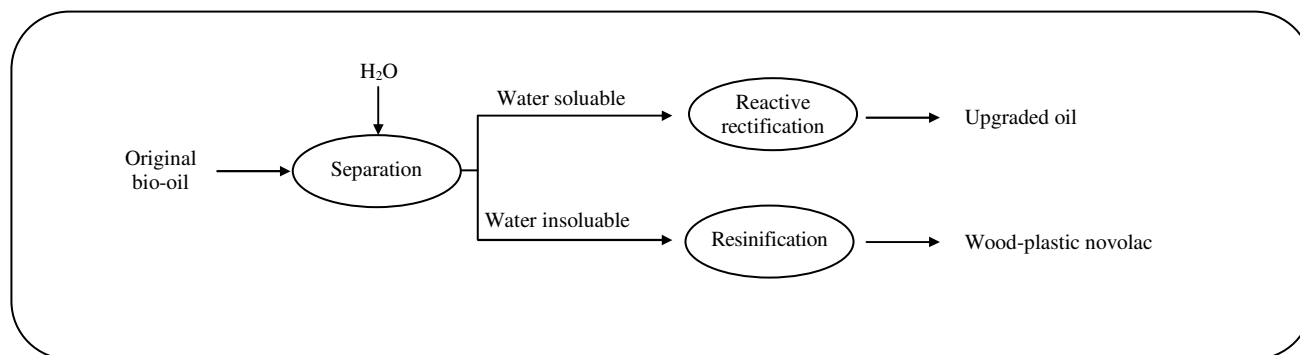 H₂O
Original
bio-oil
Separation
Water soluable
Reactive
rectification
Upgraded oil
Water insoluable
Resinification
Wood-plastic novolac